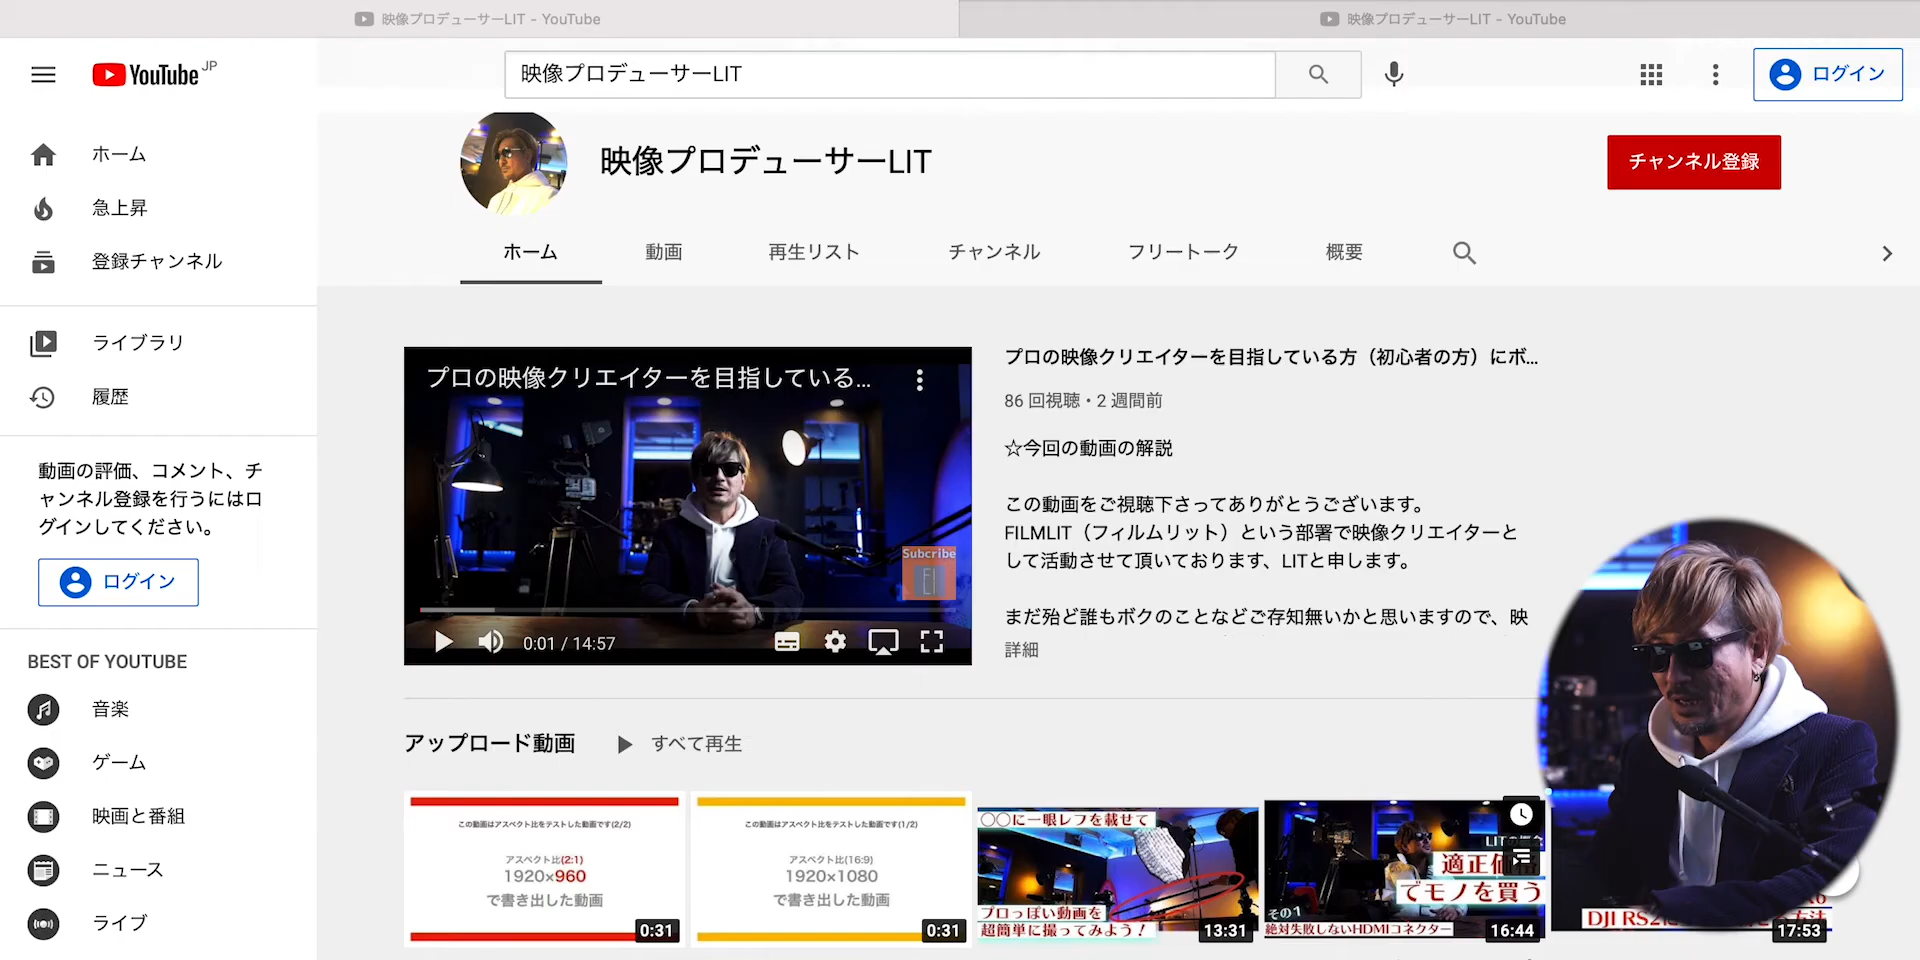 映像プロデューサーLIT - YouTube
映像プロデューサーLIT - YouTube
YouTube JP
映像プロデューサーLIT
ログイン
ホーム
急上昇
登録チャンネル
ライブラリ
履歴
動画の評価、コメント、チ
ャンネル登録を行うにはロ
グインしてください。
ログイン
BEST OF YOUTUBE
音楽
ゲーム
映画と番組
ニュース
ライブ
映像プロデューサーLIT
チャンネル登録
ホーム
動画
再生リスト
チャンネル
フリートーク
概要
プロの映像クリエイターを目指している...
Subcribe
0:01 / 14:57
プロの映像クリエイターを目指している方（初心者の方）にボ...
86 回視聴・2 週間前
☆今回の動画の解説
この動画をご視聴下さってありがとうございます。
FILMLIT（フィルムリット）という部署で映像クリエイターと
して活動させて頂いております、LITと申します。
まだ殆ど誰もボクのことなどご存知無いかと思いますので、映
詳細
アップロード動画
すべて再生
この動画はアスペクト比をテストした動画です(2/2)
アスペクト比(2:1)
1920×960
で書き出した動画
0:31
この動画はアスペクト比をテストした動画です(1/2)
アスペクト比(16:9)
1920×1080
で書き出した動画
0:31
〇〇に一眼レフを載せて
プロっぽい動画を
超簡単に撮ってみよう！
13:31
適正価格
でモノを買う
その1
絶対失敗しないHDMIコネクター
16:44
DJI RS2
方法
17:53